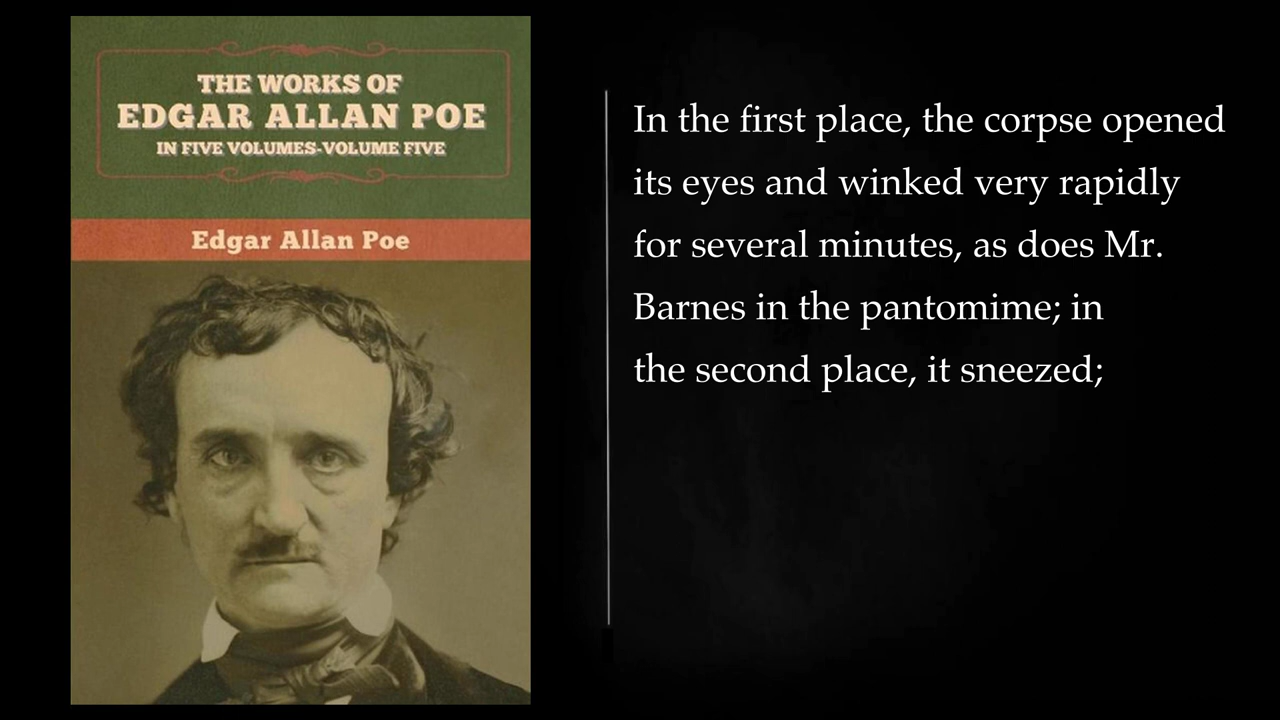 THE WORKS OF
EDGAR ALLAN POE
IN FIVE VOLUMES-VOLUME FIVE
Edgar Allan Poe
In the first place, the corpse opened
its eyes and winked very rapidly
for several minutes, as does Mr.
Barnes in the pantomime; in
the second place, it sneezed;